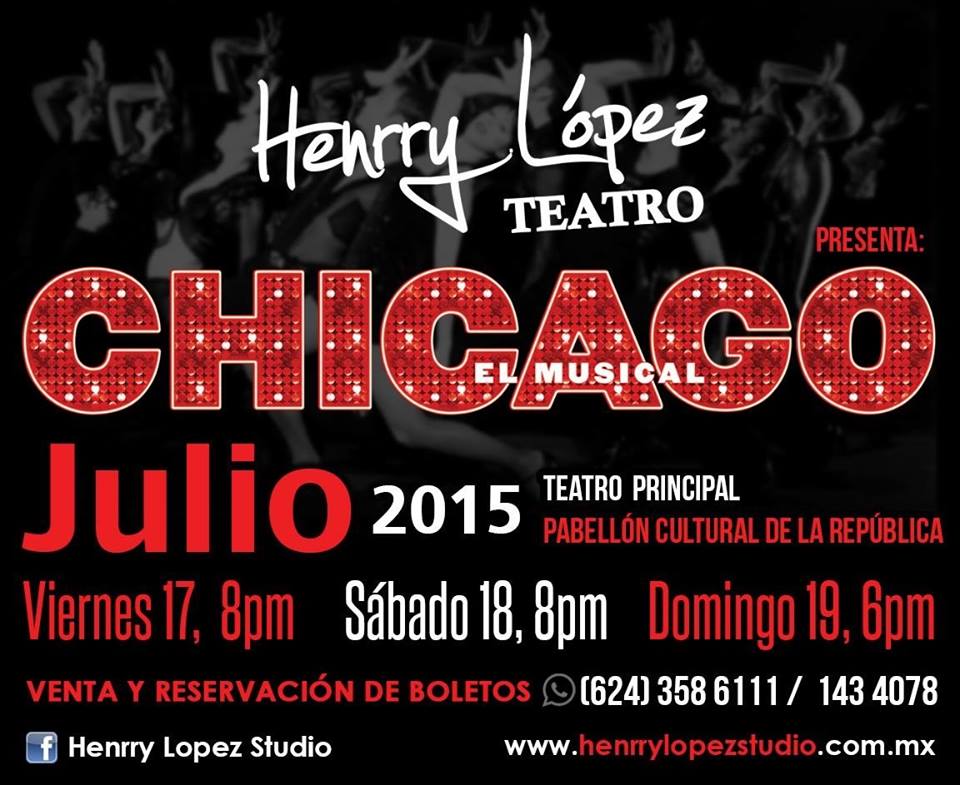 Henrry López
TEATRO
PRESENTA:
CHICAGO
EL MUSICAL
Julio 2015
TEATRO PRINCIPAL
PABELLÓN CULTURAL DE LA REPÚBLICA
Viernes 17, 8pm Sábado 18, 8pm Domingo 19, 6pm
VENTA Y RESERVACIÓN DE BOLETOS (624) 358 6111 / 143 4078
f Henrry Lopez Studio www.henrrylopezstudio.com.mx